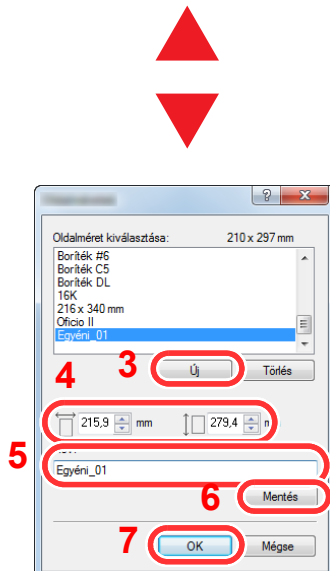 Oldalméret kiválasztása: 210 x 297 mm
Boríték #6
Boríték C5
Boríték DL
16K
216 x 340 mm
Oficio II
Egyéni_01
3 Új Törlés
4
215,9 mm 279,4
5
Egyéni_01
6 Mentés
7 OK Mégse